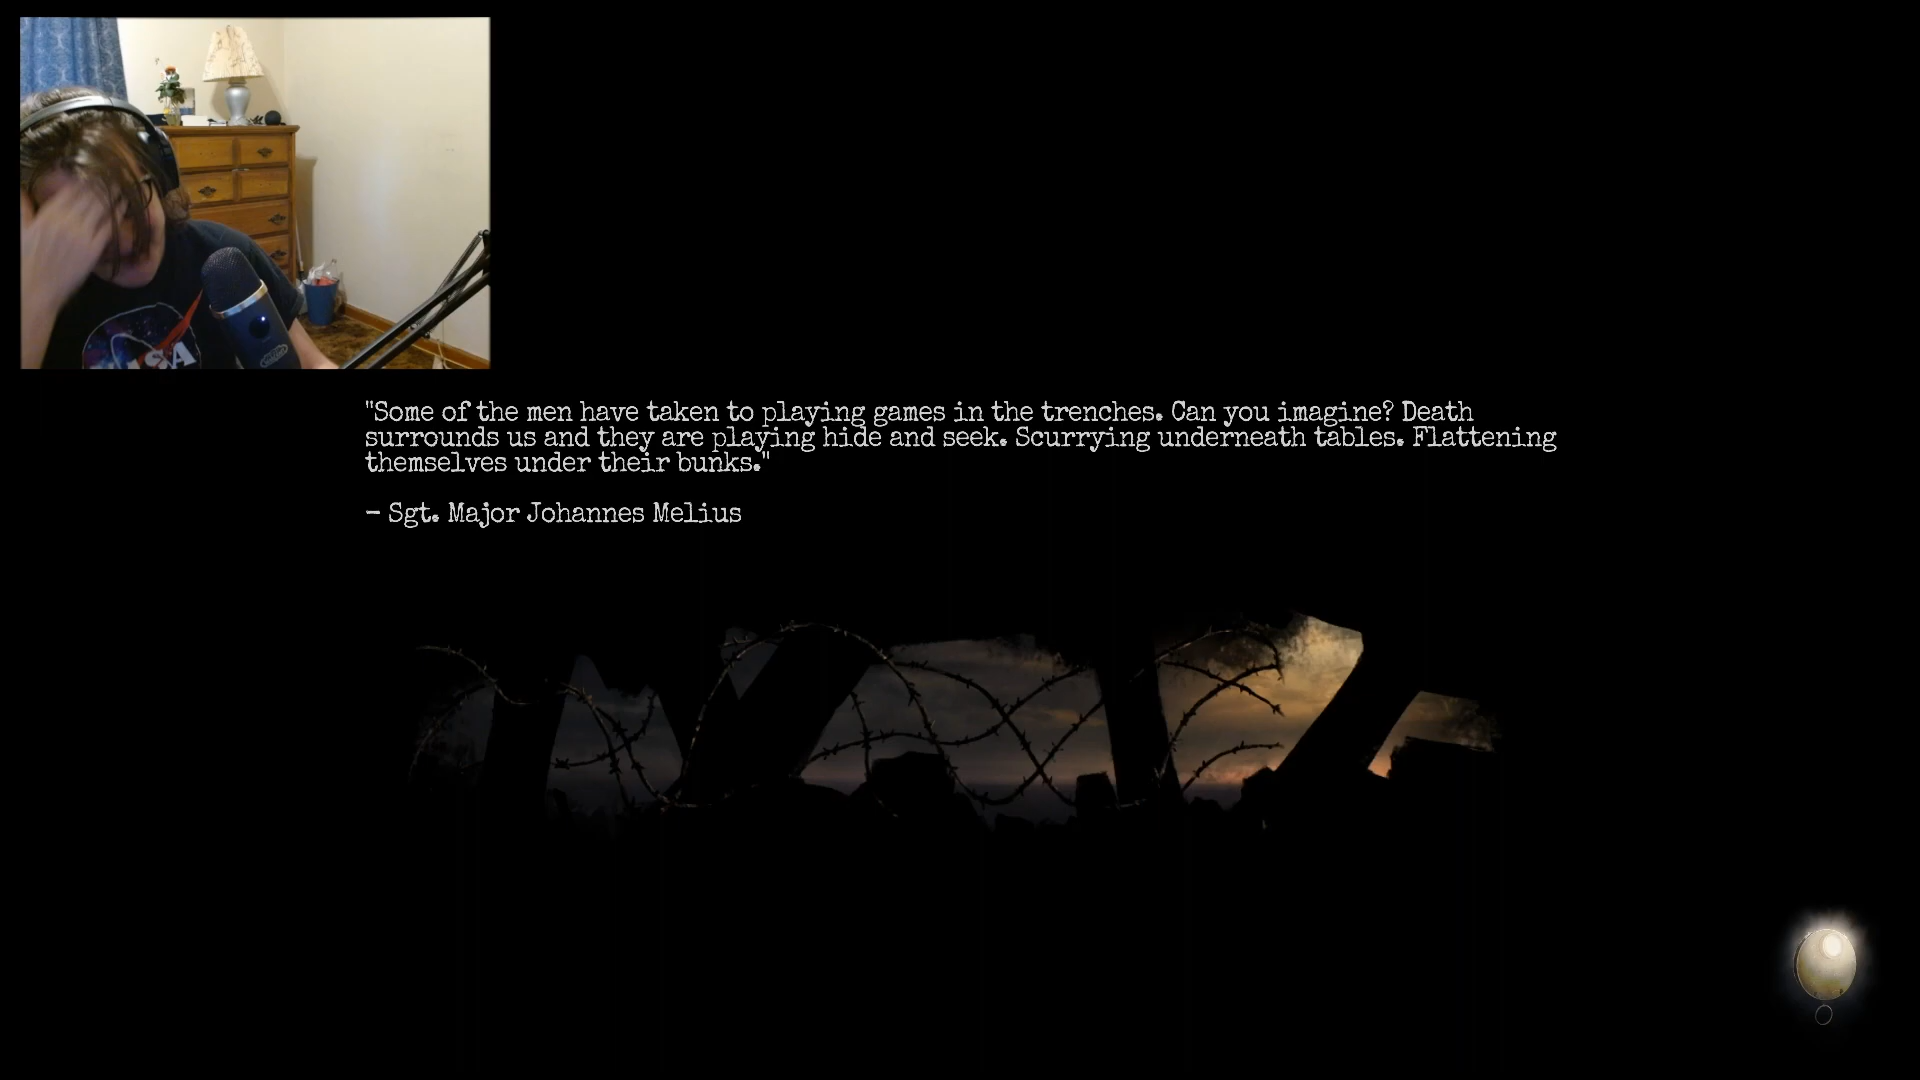 NASA
"Some of the men have taken to playing games in the trenches. Can you imagine? Death
surrounds us and they are playing hide and seek. Scurrying underneath tables. Flattening
themselves under their bunks."
- Sgt. Major Johannes Melius